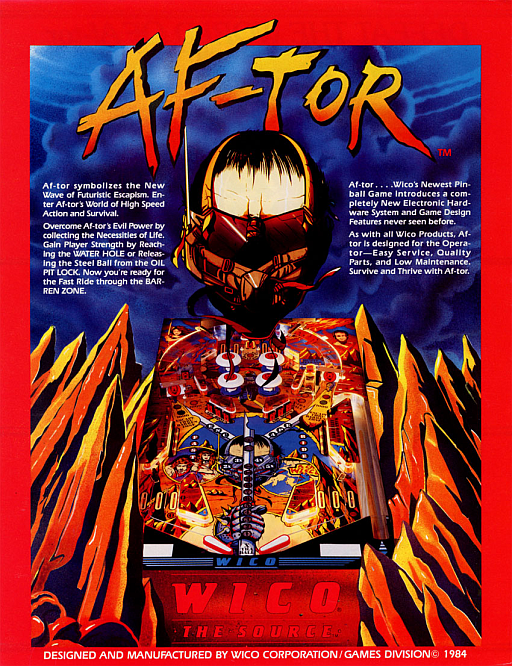 AF-TOR
TM
Af-tor symbolizes the New
Wave of Futuristic Escapism. En-
ter Af-tor's World of High Speed
Action and Survival.
Overcome Af-tor's Evil Power by
collecting the Necessities of Life.
Gain Player Strength by Reach-
ing the WATER HOLE or Releas-
ing the Steel Ball from the OIL
PIT LOCK. Now you're ready for
the Fast Ride through the BAR-
REN ZONE.
Af-tor....Wico's Newest Pin-
ball Game introduces a com-
pletely New Electronic Hard-
ware System and Game Design
Features never seen before.
As with all Wico Products, Af-
tor is designed for the Opera-
tor—Easy Service, Quality
Parts, and Low Maintenance.
Survive and Thrive with Af-tor.
WICO
WICO
THE SOURCE
DESIGNED AND MANUFACTURED BY WICO CORPORATION/GAMES DIVISION© 1984